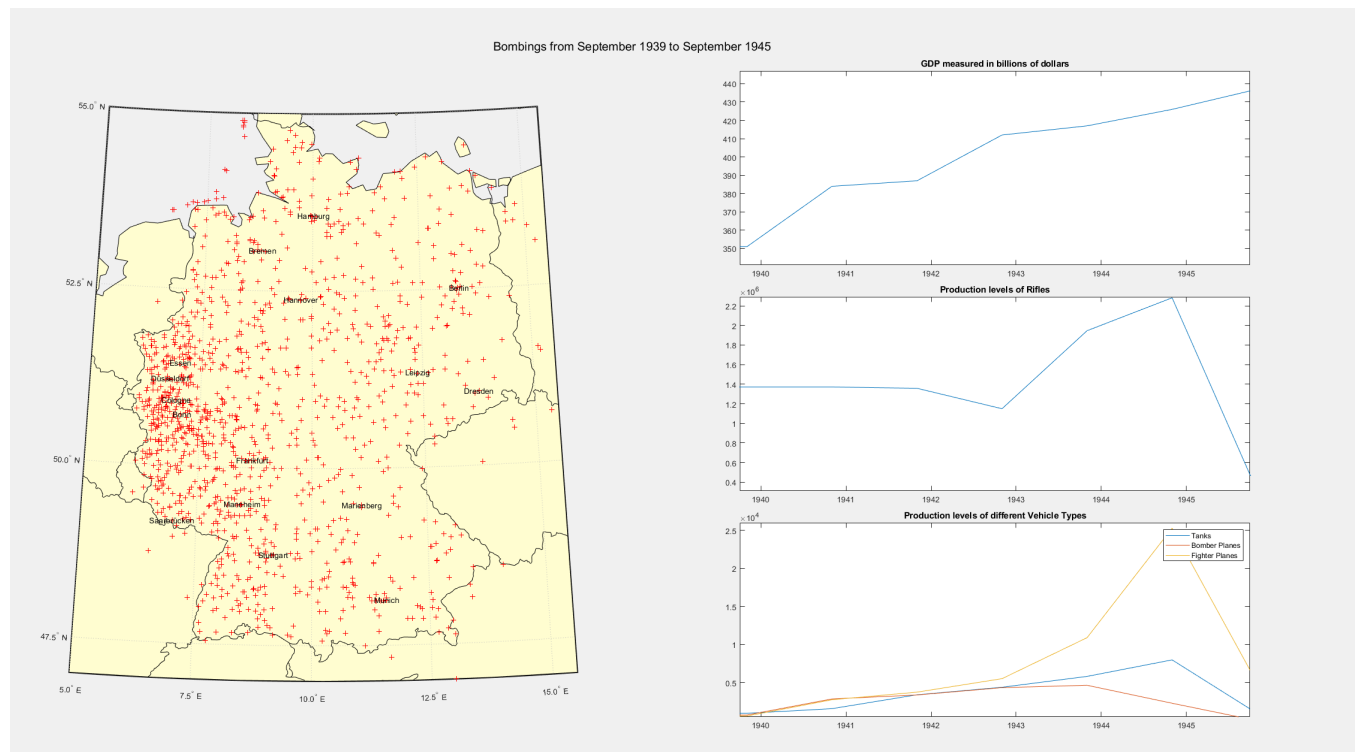 Bombings from September 1939 to September 1945
55.0° N
52.5° N
50.0° N
47.5° N
5.0° E
7.5° E
10.0° E
12.5° E
15.0° E
Hamburg
Bremen
Berlin
Hannover
Essen
Dusseldorf
Leipzig
Dresden
Cologne
Bonn
Frankfurt
Mannheim
Saarbrucken
Stuttgart
Munich
GDP measured in billions of dollars
440
430
420
410
400
390
380
370
360
350
1940 1941 1942 1943 1944 1945
Production levels of Rifles
×10⁶
2.2
2
1.8
1.6
1.4
1.2
1
0.8
0.6
0.4
1940 1941 1942 1943 1944 1945
Production levels of different Vehicle Types
×10⁴
2.5
2
1.5
1
0.5
1940 1941 1942 1943 1944 1945
Tanks
Bomber Planes
Fighter Planes